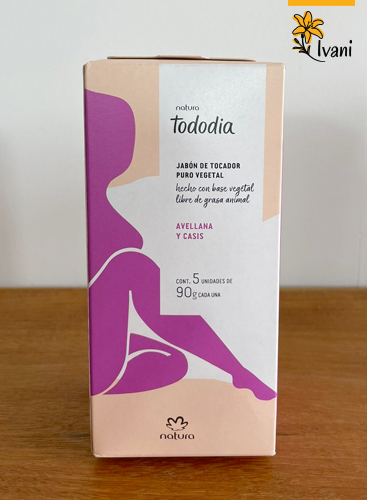 Ivani
natura
tododia
JABÓN DE TOCADOR
PURO VEGETAL
hecho con base vegetal
libre de grasa animal
AVELLANA
Y CASIS
CONT. 5 UNIDADES DE
90g CADA UNA
natura